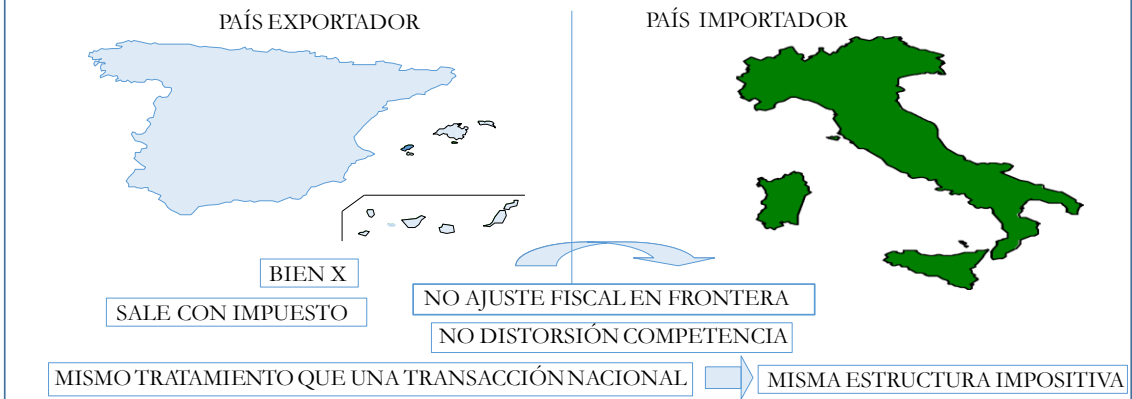 PAÍS EXPORTADOR
PAÍS IMPORTADOR
BIEN X
SALE CON IMPUESTO
NO AJUSTE FISCAL EN FRONTERA
NO DISTORSIÓN COMPETENCIA
MISMO TRATAMIENTO QUE UNA TRANSACCIÓN NACIONAL
MISMA ESTRUCTURA IMPOSITIVA